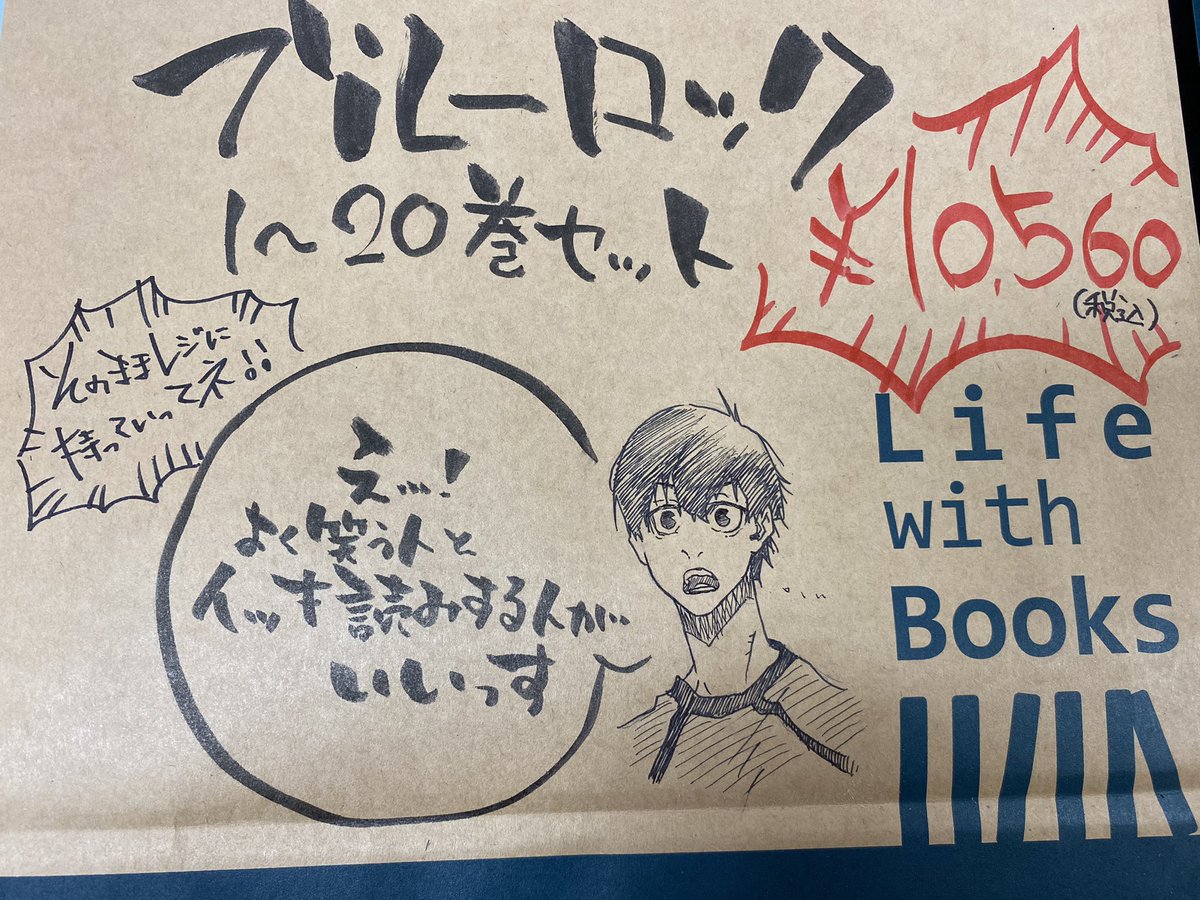 ブルーロック
1〜20巻セット
¥10,560
(税込)
そのままレジに
持っていってネ!!
えっ!
よく笑う人と
イッキ読みする人が
いいっす
Life
with
Books